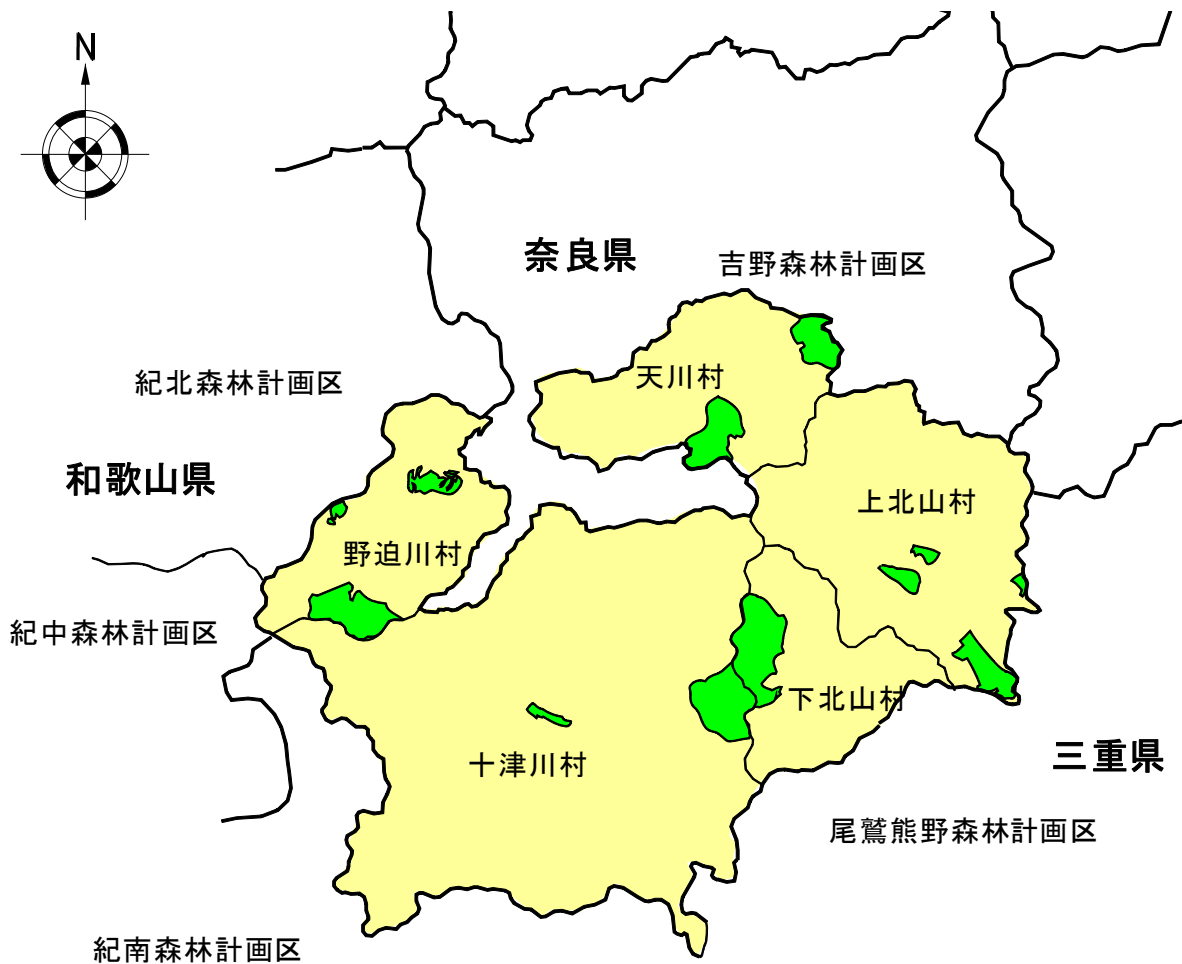 N
奈良県
吉野森林計画区
天川村
紀北森林計画区
和歌山県
上北山村
野迫川村
紀中森林計画区
下北山村
十津川村
三重県
尾鷲熊野森林計画区
紀南森林計画区